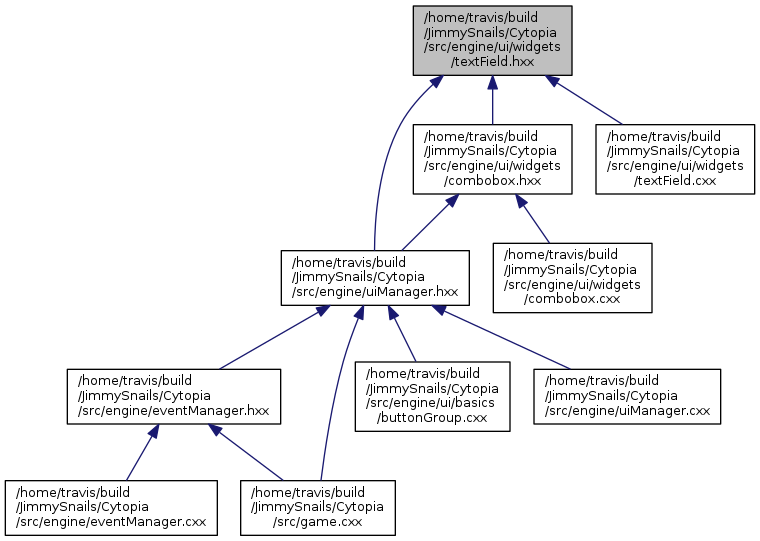 /home/travis/build
/JimmySnails/Cytopia
/src/engine/ui/widgets
/textField.hxx
/home/travis/build
/JimmySnails/Cytopia
/src/engine/ui/widgets
/combobox.hxx
/home/travis/build
/JimmySnails/Cytopia
/src/engine/ui/widgets
/textField.cxx
/home/travis/build
/JimmySnails/Cytopia
/src/engine/uiManager.hxx
/home/travis/build
/JimmySnails/Cytopia
/src/engine/ui/widgets
/combobox.cxx
/home/travis/build
/JimmySnails/Cytopia
/src/engine/eventManager.hxx
/home/travis/build
/JimmySnails/Cytopia
/src/engine/ui/basics
/buttonGroup.cxx
/home/travis/build
/JimmySnails/Cytopia
/src/engine/uiManager.cxx
/home/travis/build
/JimmySnails/Cytopia
/src/engine/eventManager.cxx
/home/travis/build
/JimmySnails/Cytopia
/src/game.cxx